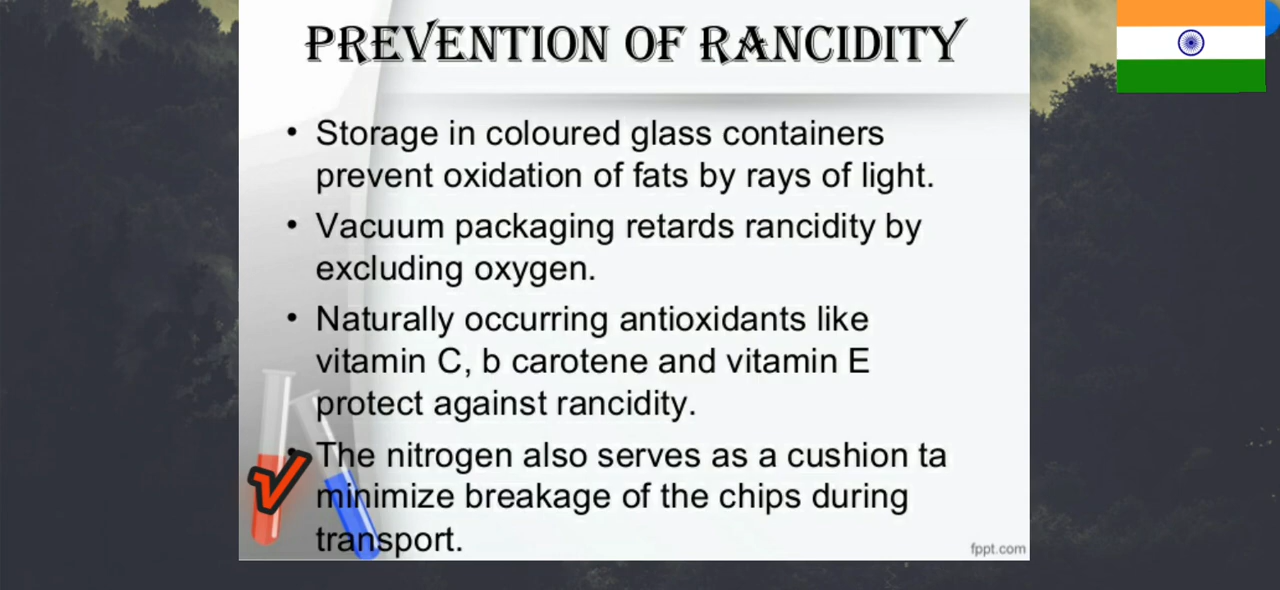 PREVENTION OF RANCIDITY
• Storage in coloured glass containers
prevent oxidation of fats by rays of light.
• Vacuum packaging retards rancidity by
excluding oxygen.
• Naturally occurring antioxidants like
vitamin C, b carotene and vitamin E
protect against rancidity.
• The nitrogen also serves as a cushion ta
minimize breakage of the chips during
transport.
fppt.com